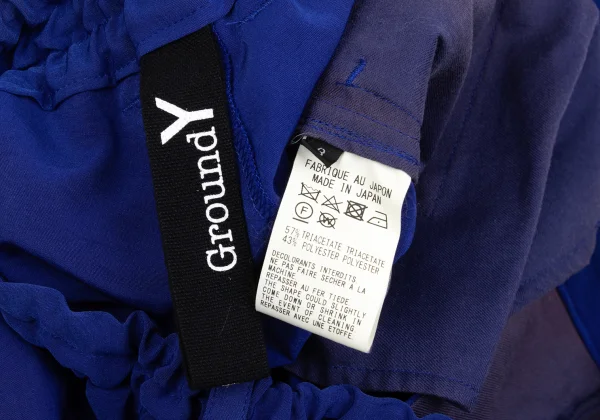 Ground Y
2
FABRIQUE AU JAPON
MADE IN JAPAN
57% TRIACETATE TRIACETATE
43% POLYESTER POLYESTER
DECOLORANTS INTERDITS
NE PAS FAIRE SECHER A LA
MACHINE
REPASSER AU FER TIEDE
THE SHAPE COULD SLIGHTLY
COME DOWN OR SHRINK IN
THE EVENT OF CLEANING
REPASSER AVEC UNE ETOFFE.